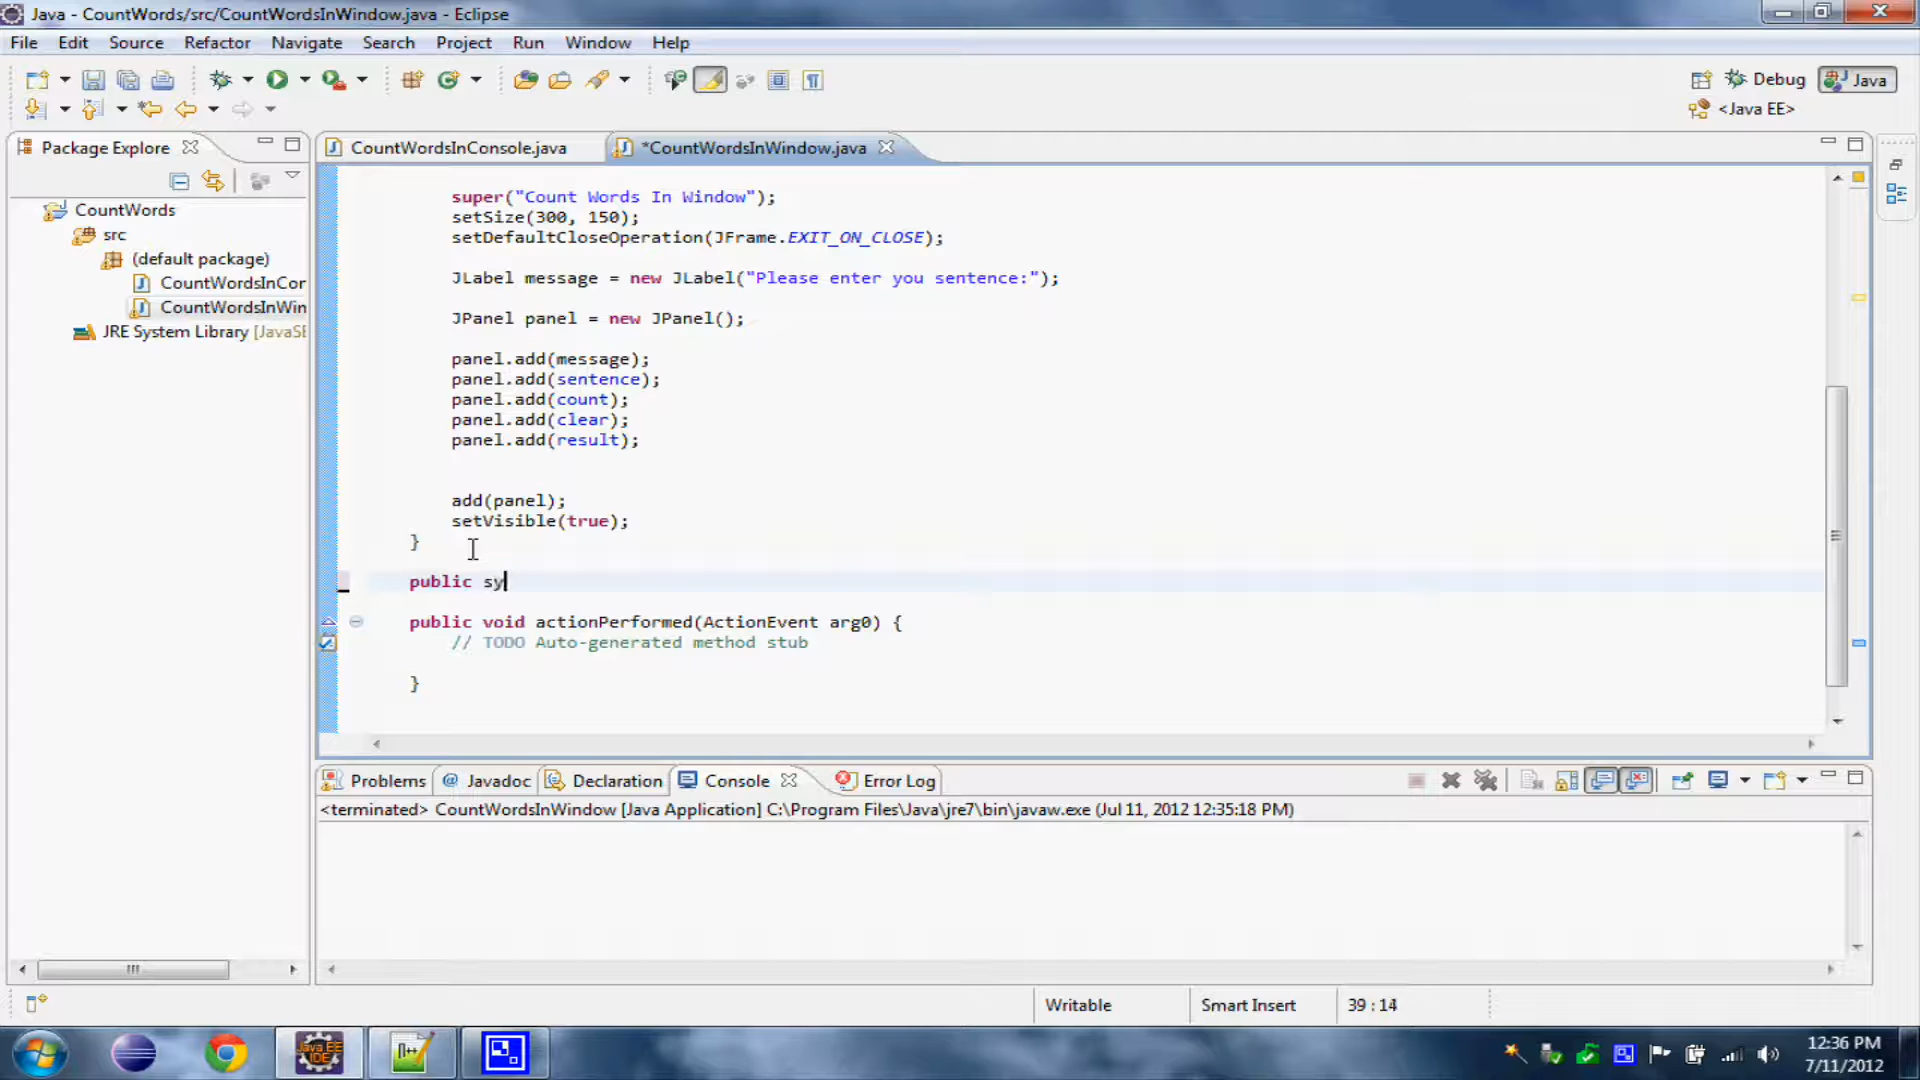 Java - CountWords/src/CountWordsInWindow.java - Eclipse
File Edit Source Refactor Navigate Search Project Run Window Help
Debug Java
<Java EE>
Package Explore
CountWordsInConsole.java *CountWordsInWindow.java
CountWords
src
(default package)
CountWordsInCor
CountWordsInWin
JRE System Library [JavaSE
super("Count Words In Window");
setSize(300, 150);
setDefaultCloseOperation(JFrame.EXIT_ON_CLOSE);
JLabel message = new JLabel("Please enter you sentence:");
JPanel panel = new JPanel();
panel.add(message);
panel.add(sentence);
panel.add(count);
panel.add(clear);
panel.add(result);
add(panel);
setVisible(true);
}
public sy
public void actionPerformed(ActionEvent arg0) {
// TODO Auto-generated method stub
}
Problems @ Javadoc Declaration Console Error Log
<terminated> CountWordsInWindow [Java Application] C:\Program Files\Java\jre7\bin\javaw.exe (Jul 11, 2012 12:35:18 PM)
Writable Smart Insert 39 : 14
Java EE
IDE
12:36 PM
7/11/2012